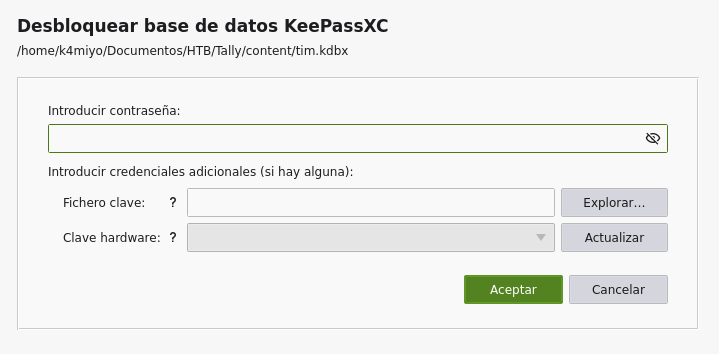 Desbloquear base de datos KeePassXC
/home/k4miyo/Documentos/HTB/Tally/content/tim.kdbx
Introducir contraseña:
Introducir credenciales adicionales (si hay alguna):
Fichero clave: ? Explorar...
Clave hardware: ? Actualizar
Aceptar Cancelar